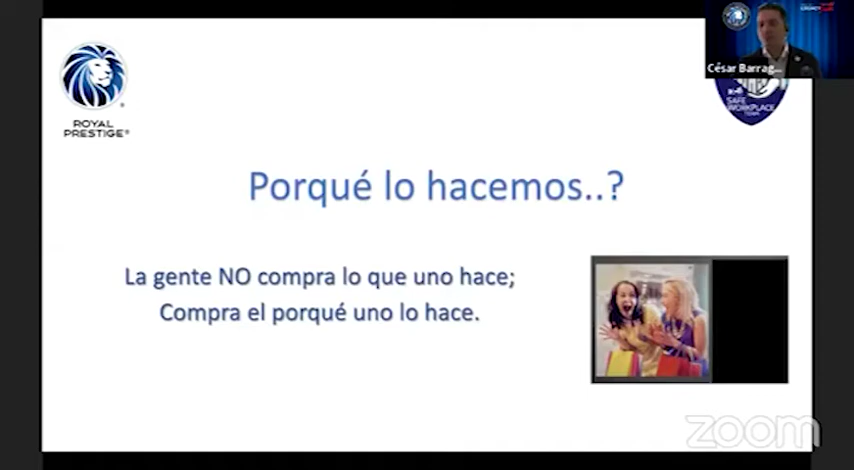 César Barrag...
ROYAL
PRESTIGE®
SAFE
WORKPLACE
TEAM
Porqué lo hacemos..?
La gente NO compra lo que uno hace;
Compra el porqué uno lo hace.
zoom